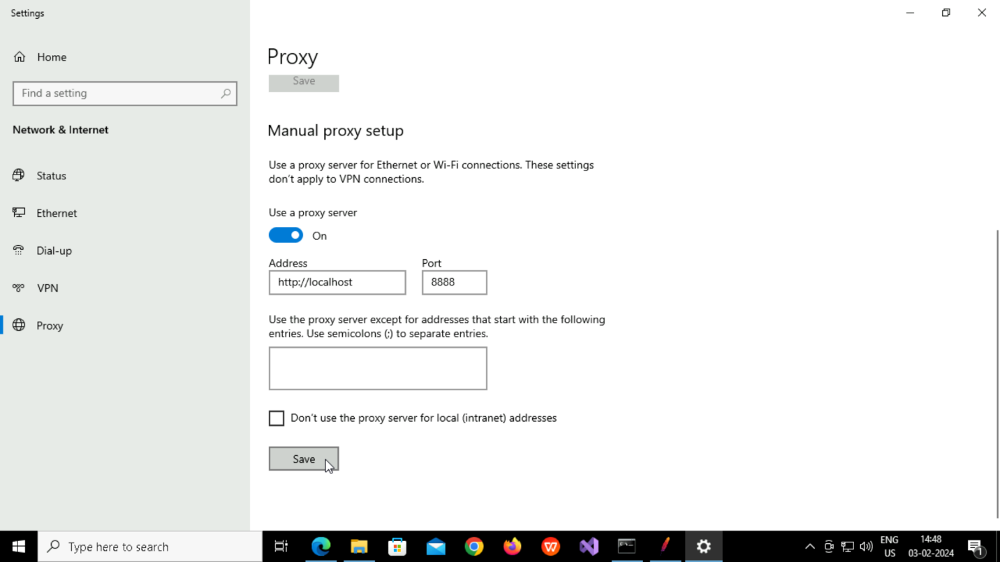 Settings
Home
Find a setting
Network & Internet
Status
Ethernet
Dial-up
VPN
Proxy
Proxy
Save
Manual proxy setup
Use a proxy server for Ethernet or Wi-Fi connections. These settings
don't apply to VPN connections.
Use a proxy server
On
Address Port
http://localhost 8888
Use the proxy server except for addresses that start with the following
entries. Use semicolons (;) to separate entries.
Don't use the proxy server for local (intranet) addresses
Save
Type here to search
ENG
US
14:48
03-02-2024
1